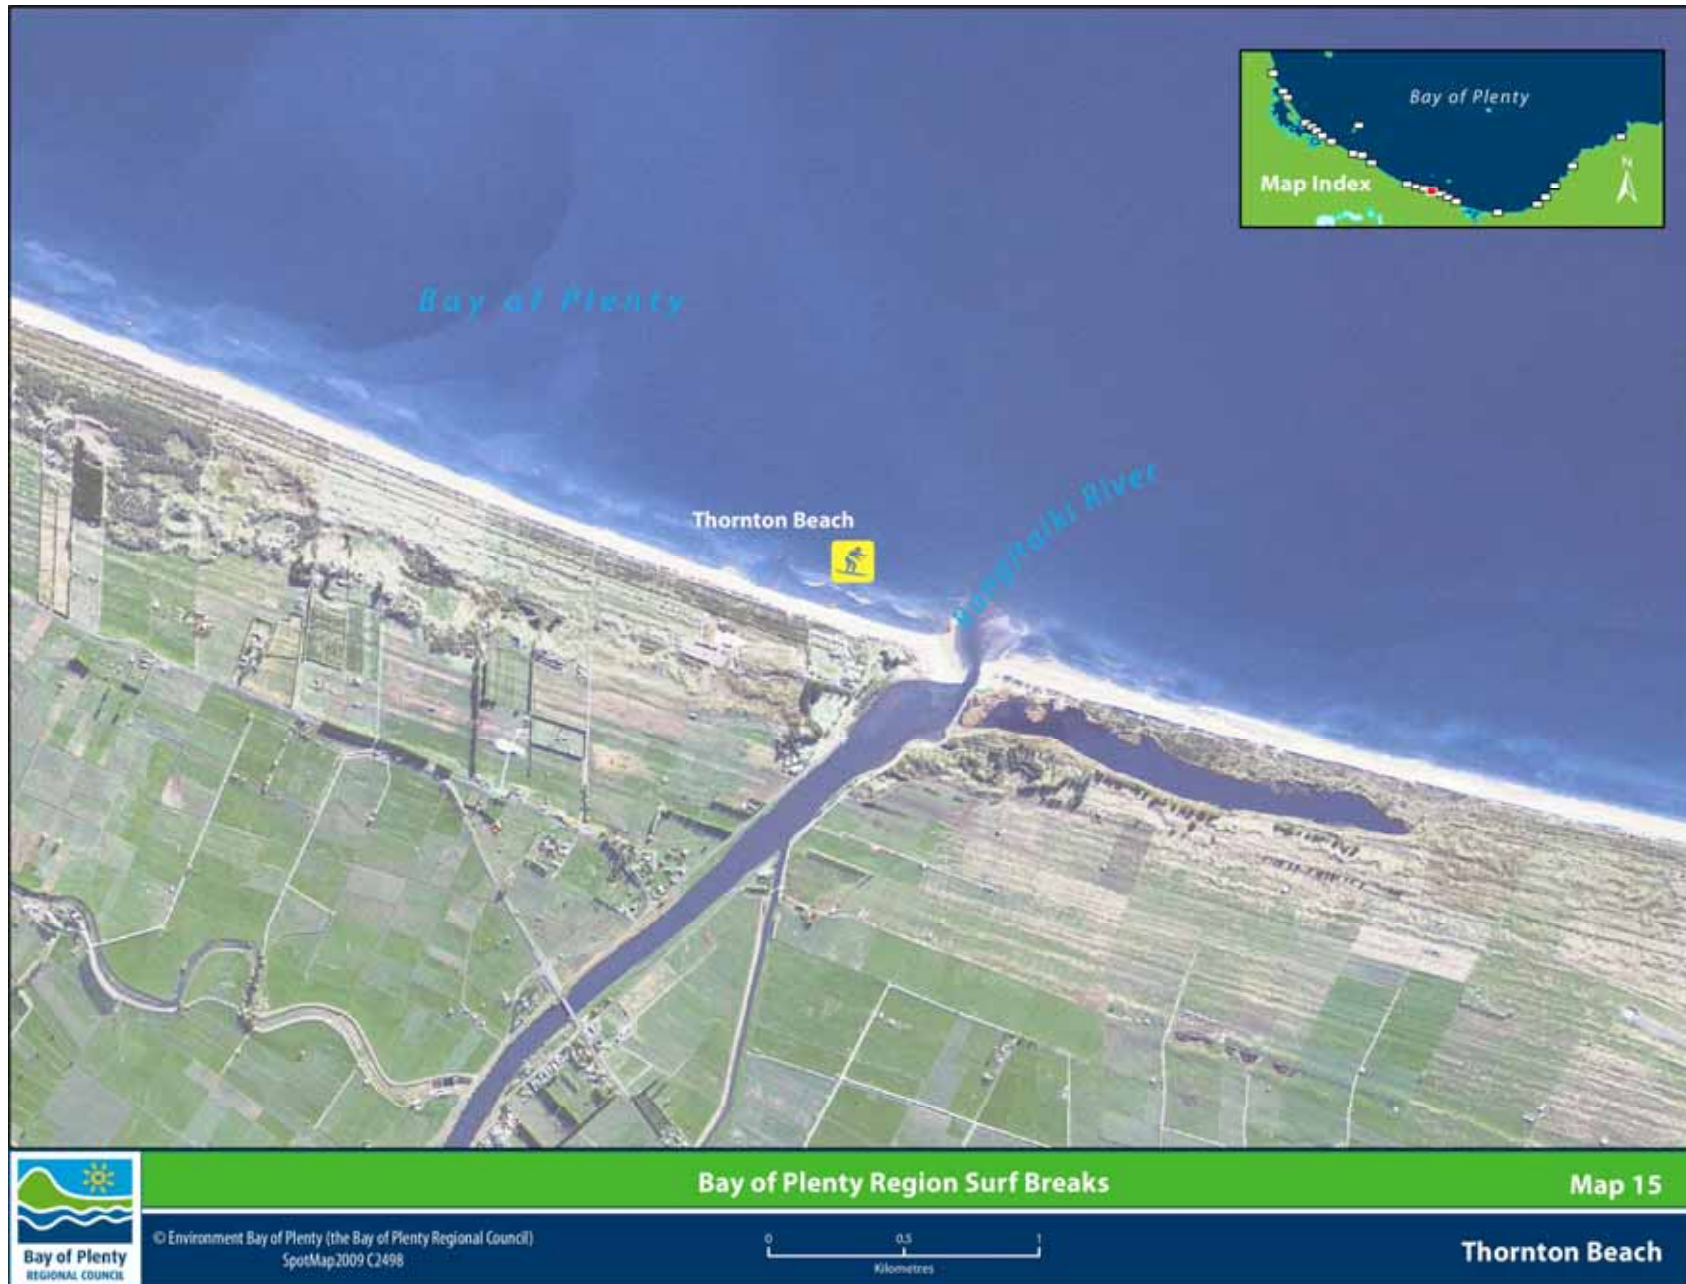 Bay of Plenty
Map Index
N
Bay of Plenty
Thornton Beach
Rangitaiki River
Bay of Plenty Region Surf Breaks
Map 15
Bay of Plenty
REGIONAL COUNCIL
© Environment Bay of Plenty (the Bay of Plenty Regional Council)
SpotMap2009 C2498
0 0.5 1
Kilometres
Thornton Beach